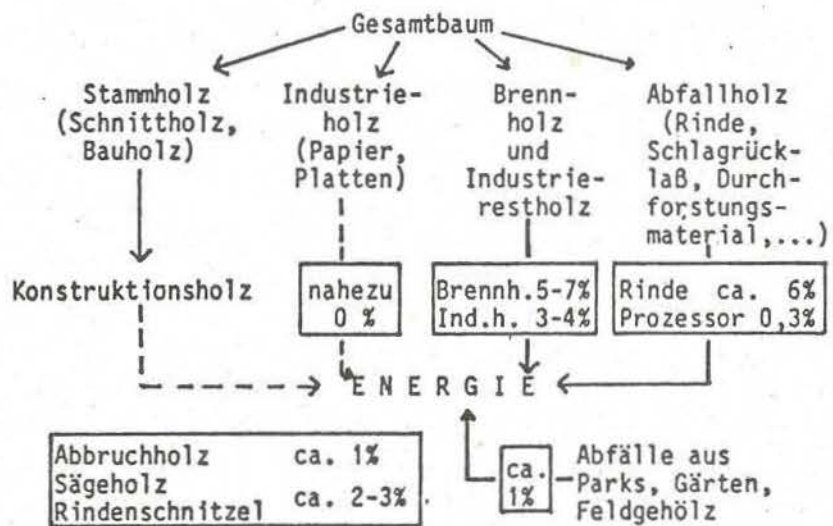 Gesamtbaum
Stammholz
(Schnittholz,
Bauholz)
Industrie-
holz
(Papier,
Platten)
Brenn-
holz
und
Industrie-
restholz
Abfallholz
(Rinde,
Schlagrück-
laß, Durch-
forstungs-
material,...)
Konstruktionsholz
nahezu
0 %
Brennh.5-7%
Ind.h. 3-4%
Rinde ca. 6%
Prozessor 0,3%
E N E R G I E
Abbruchholz ca. 1%
Sägeholz
Rindenschnitzel ca. 2-3%
ca.
1%
Abfälle aus
Parks, Gärten,
Feldgehölz